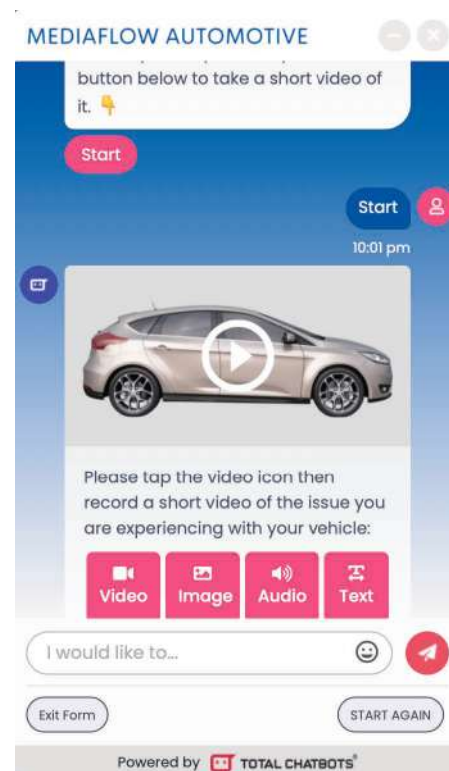 MEDIAFLOW AUTOMOTIVE
button below to take a short video of
it. 👇
Start
Start
10:01 pm
Please tap the video icon then
record a short video of the issue you
are experiencing with your vehicle:
Video Image Audio Text
I would like to...
Exit Form START AGAIN
Powered by TOTAL CHATBOTS®